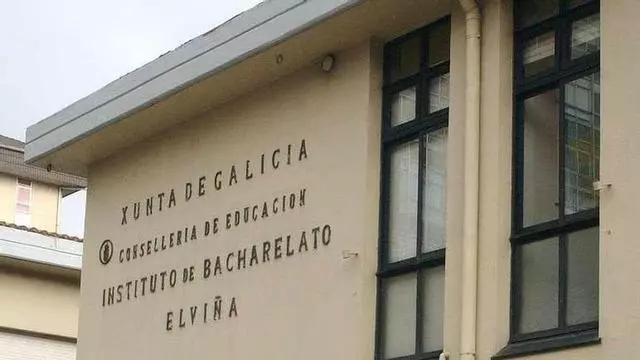 XUNTA DE GALICIA
CONSELLERIA DE EDUCACION
INSTITUTO DE BACHARELATO
ELVIÑA